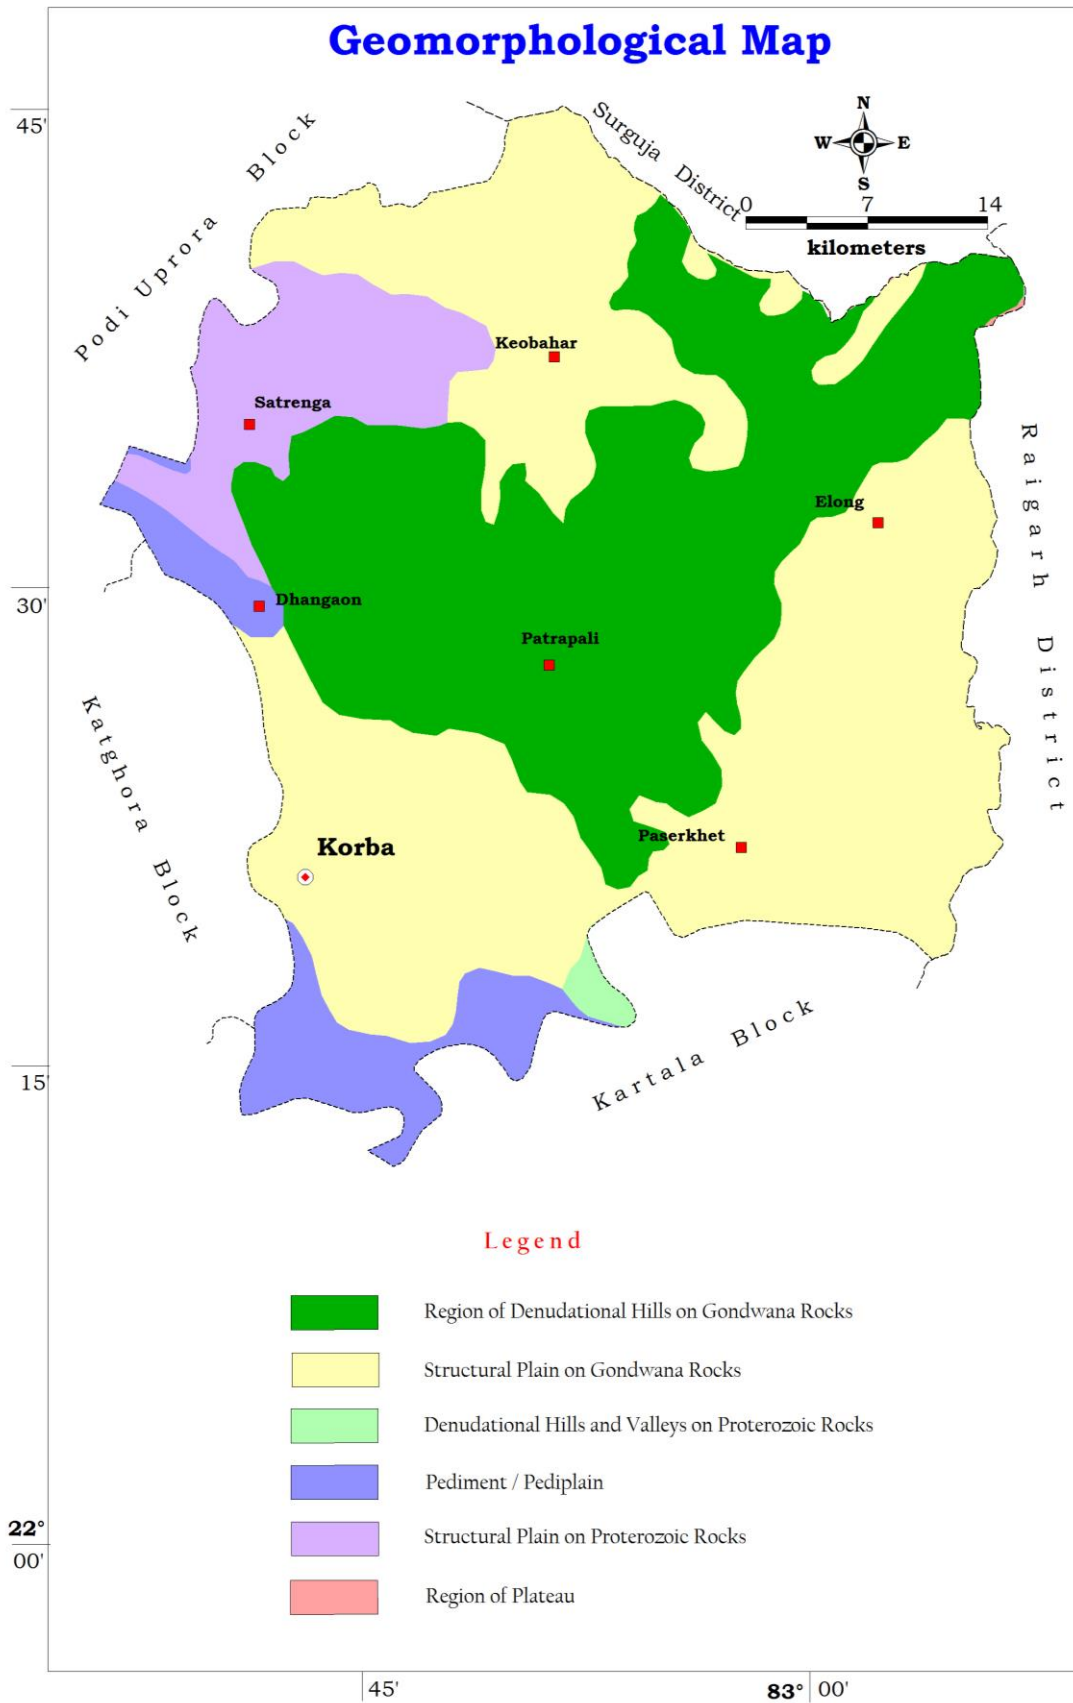 Geomorphological Map
45'
Podi Uprora Block
Surguja District
N
W E
S
0 7 14
kilometers
Keobahar
Satrenga
Raigarh District
Elong
30'
Dhangaon
Patrapali
Katghora Block
Paserkhet
Korba
Kartala Block
15'
Legend
Region of Denudational Hills on Gondwana Rocks
Structural Plain on Gondwana Rocks
Denudational Hills and Valleys on Proterozoic Rocks
Pediment / Pediplain
22°
00'
Structural Plain on Proterozoic Rocks
Region of Plateau
45' 83° 00'